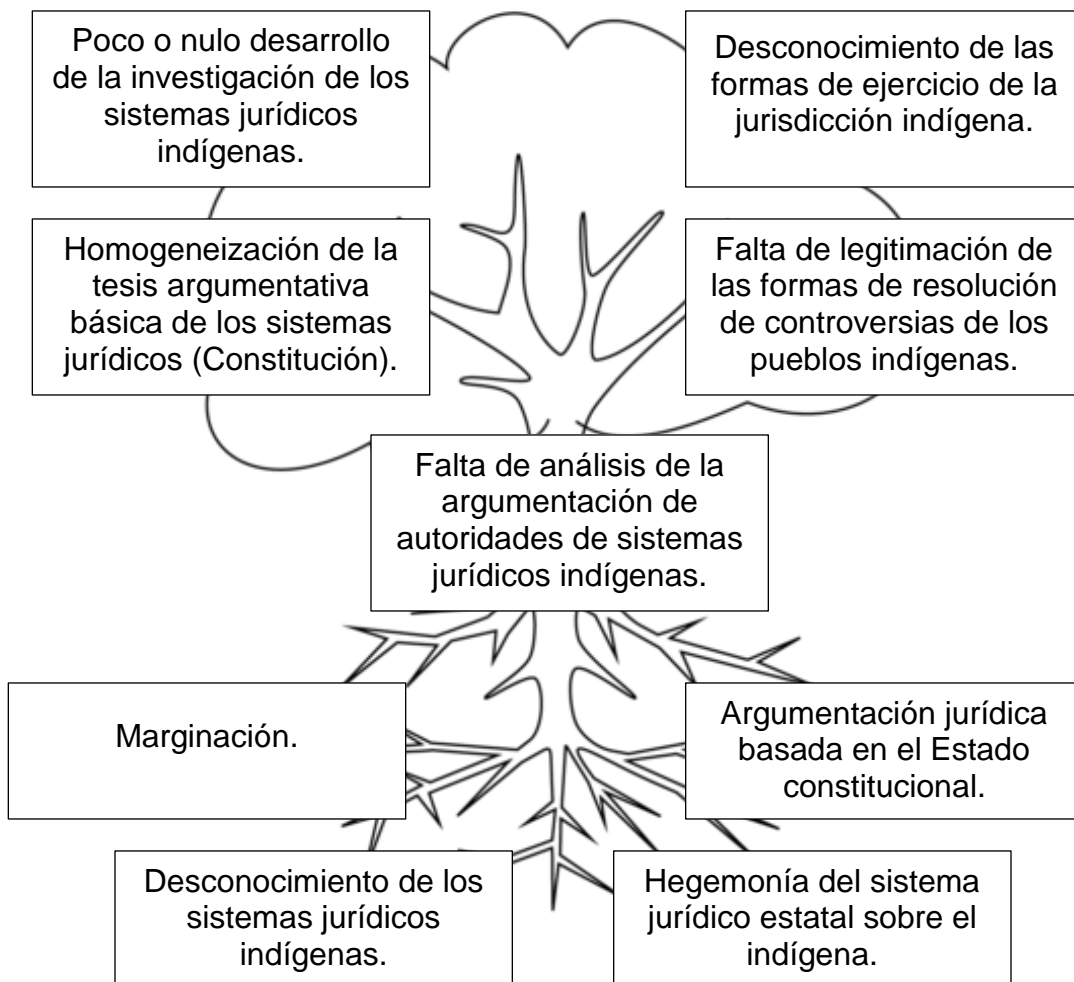 Poco o nulo desarrollo
de la investigación de los
sistemas jurídicos
indígenas.
Desconocimiento de las
formas de ejercicio de la
jurisdicción indígena.
Homogeneización de la
tesis argumentativa
básica de los sistemas
jurídicos (Constitución).
Falta de legitimación de
las formas de resolución
de controversias de los
pueblos indígenas.
Falta de análisis de la
argumentación de
autoridades de sistemas
jurídicos indígenas.
Marginación.
Argumentación jurídica
basada en el Estado
constitucional.
Desconocimiento de los
sistemas jurídicos
indígenas.
Hegemonía del sistema
jurídico estatal sobre el
indígena.